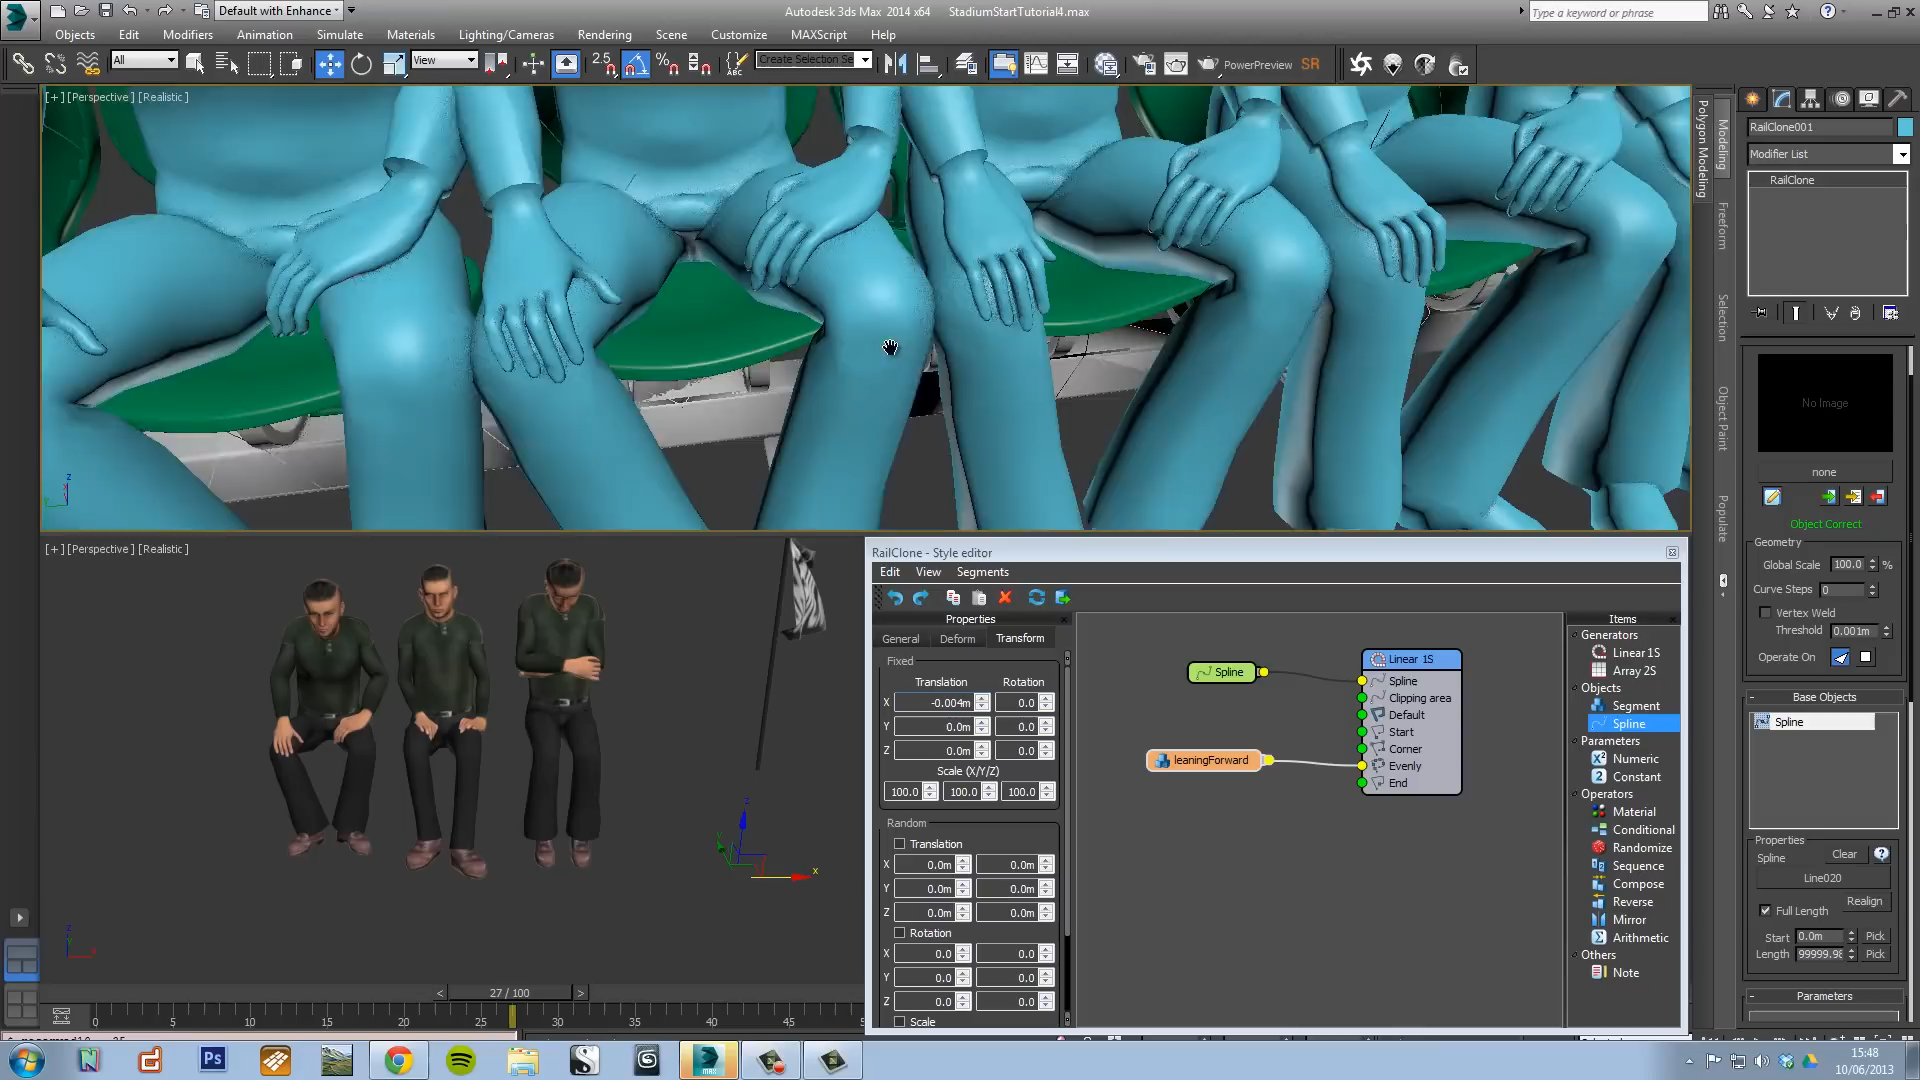 Default with Enhance
Autodesk 3ds Max 2014 x64 StadiumStartTutorial4.max
Type a keyword or phrase
Objects Edit Modifiers Animation Simulate Materials Lighting/Cameras Rendering Scene Customize MAXScript Help
All
View
2.5
Create Selection Se
PowerPreview SR
[+] [Perspective ] [Realistic ]
Polygon Modeling
Modeling
Freeform
Selection
Object Paint
Populate
RailClone001
Modifier List
RailClone
No Image
none
Object Correct
Geometry
Global Scale 100.0 %
Curve Steps 0
Vertex Weld
Threshold 0.001m
Operate On
Base Objects
Spline
Properties
Spline Clear
Line020
Realign
Full Length
Start 0.0m Pick
Length 99999.98 Pick
Parameters
[+] [Perspective ] [Realistic ]
RailClone - Style editor
Edit View Segments
Properties
General Deform Transform
Fixed
Translation Rotation
X -0.004m 0.0
Y 0.0m 0.0
Z 0.0m 0.0
Scale (X/Y/Z)
100.0 100.0 100.0
Random
Translation
X 0.0m 0.0m
Y 0.0m 0.0m
Z 0.0m 0.0m
Rotation
X 0.0 0.0
Y 0.0 0.0
Z 0.0 0.0
Scale
Spline
leaningForward
Linear 1S
Spline
Clipping area
Default
Start
Corner
Evenly
End
Items
Generators
Linear 1S
Array 2S
Objects
Segment
Spline
Parameters
Numeric
Constant
Operators
Material
Conditional
Randomize
Sequence
Compose
Reverse
Mirror
Arithmetic
Others
Note
27 / 100
0 5 10 15 20 25 30 35 40 45
15:48
10/06/2013